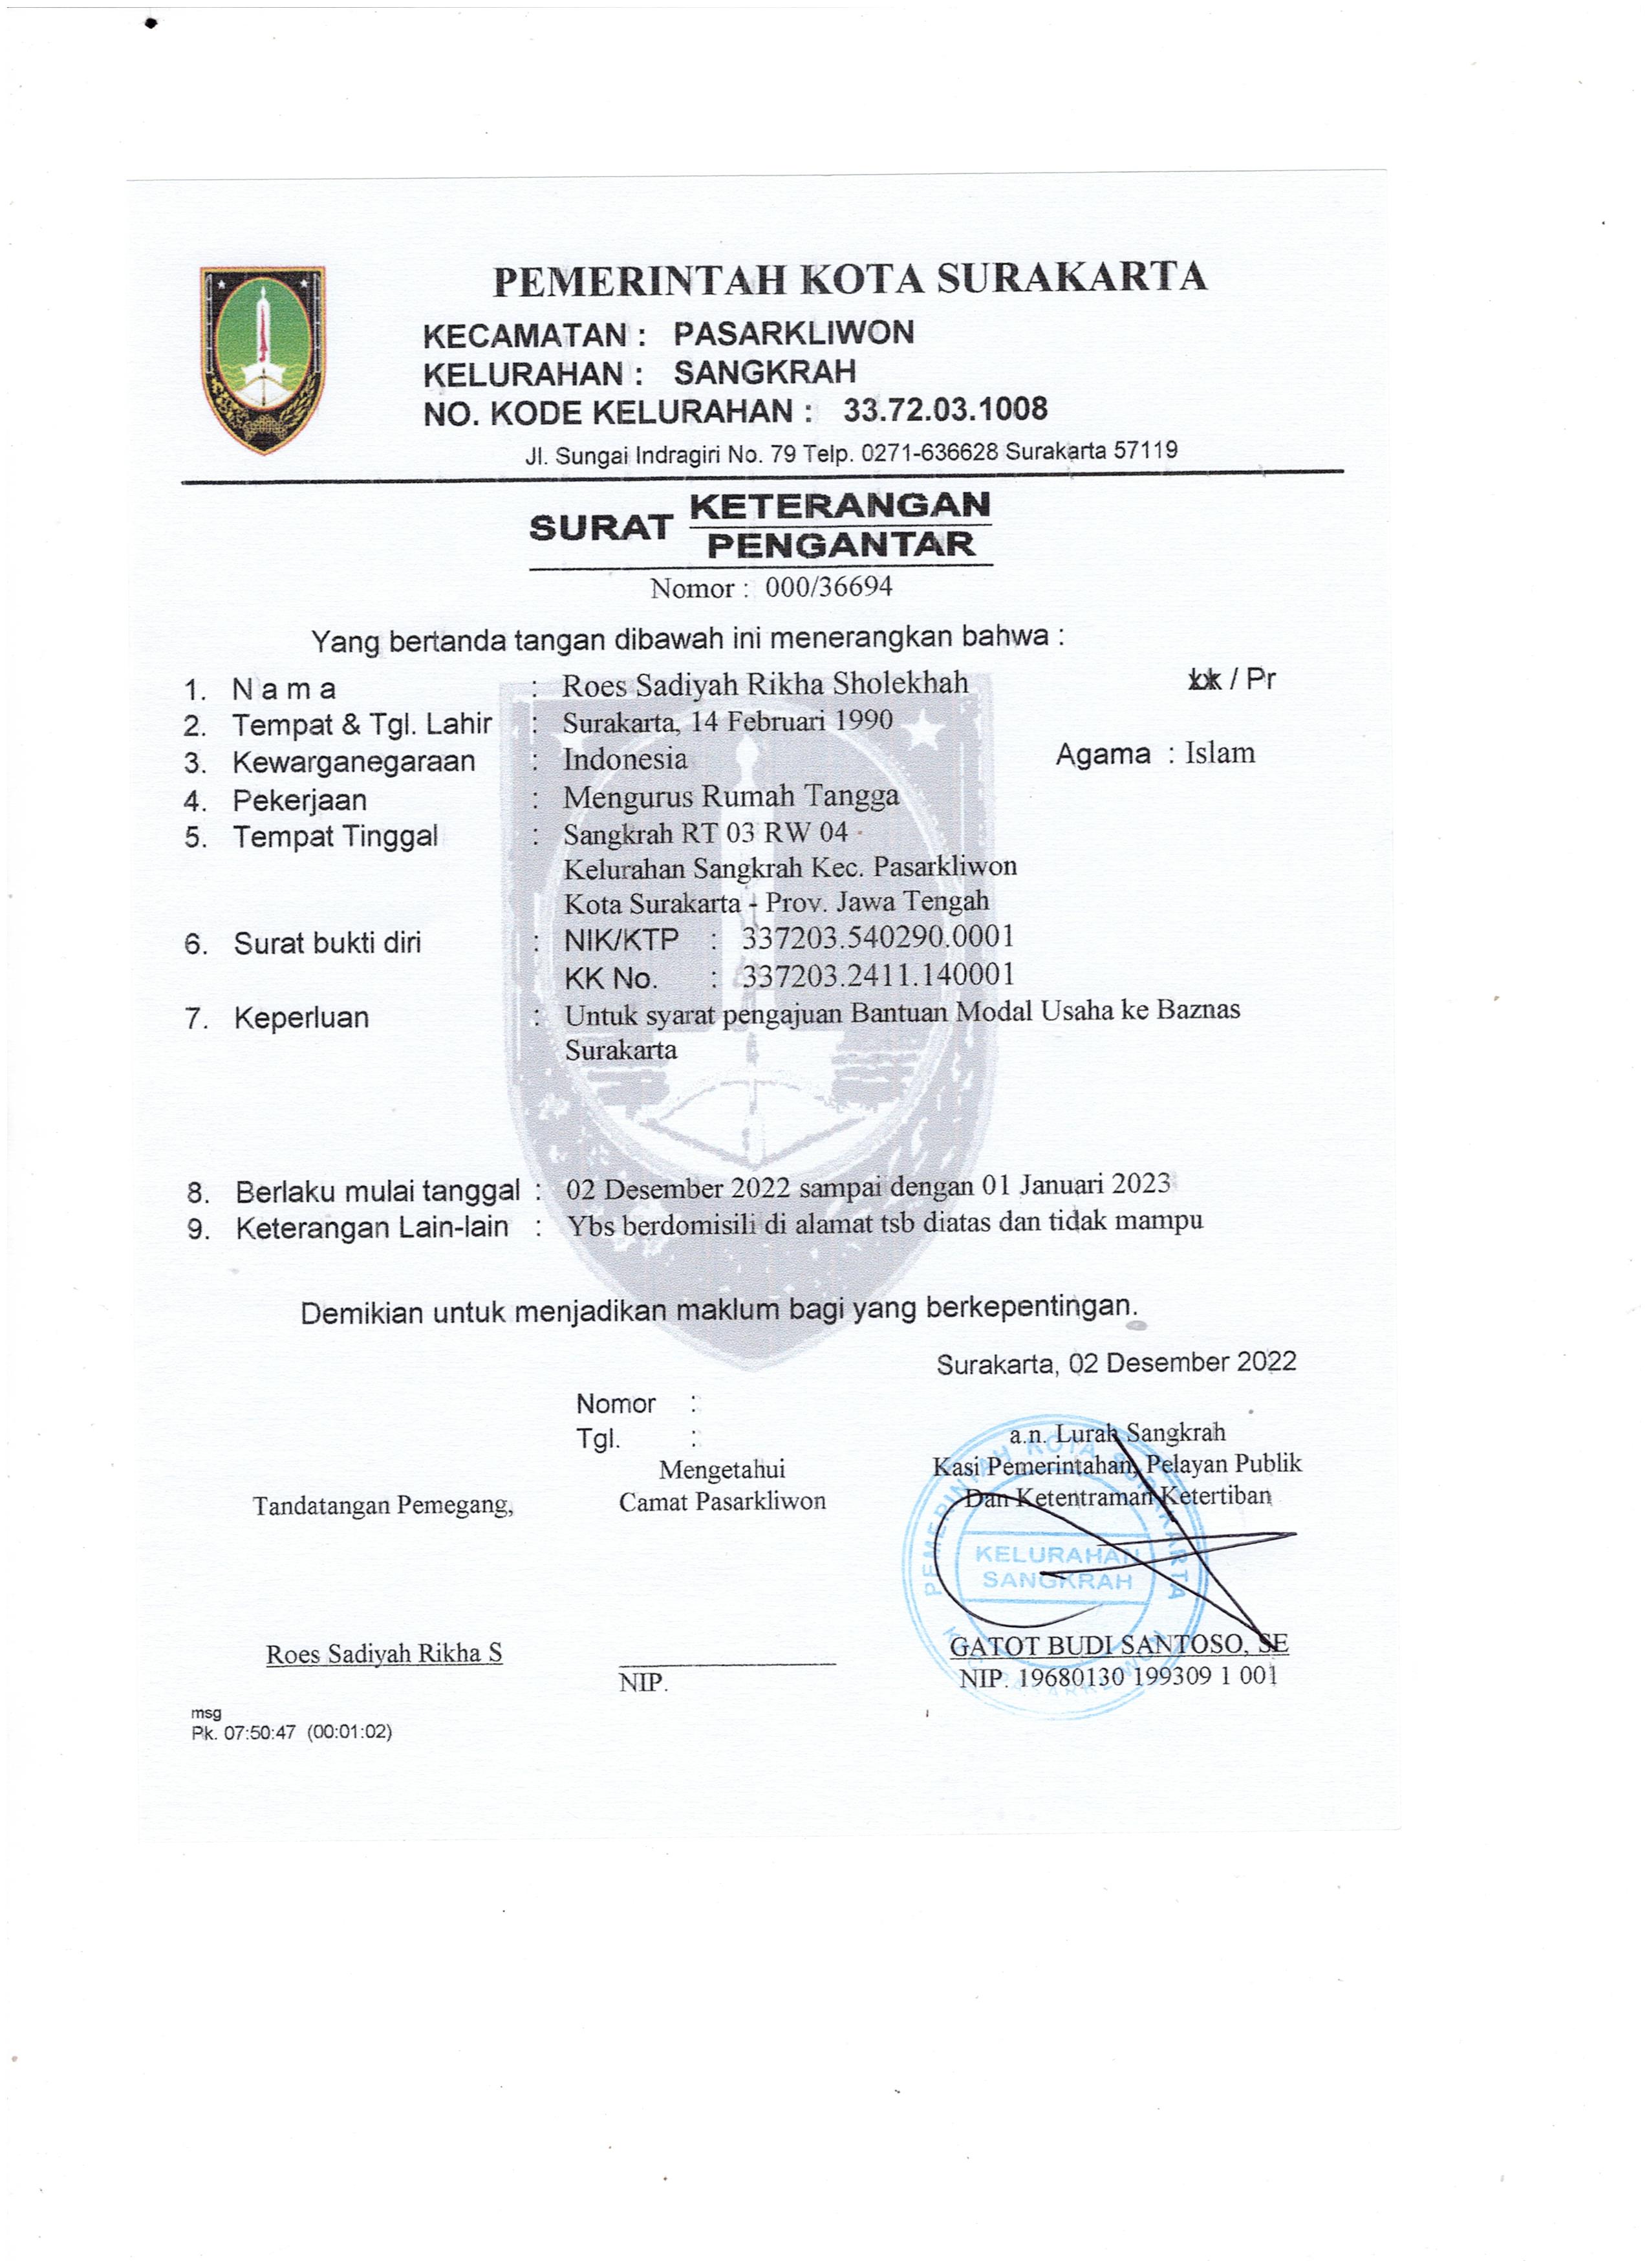 PEMERINTAH KOTA SURAKARTA
KECAMATAN : PASARKLIWON
KELURAHAN : SANGKRAH
NO. KODE KELURAHAN : 33.72.03.1008
Jl. Sungai Indragiri No. 79 Telp. 0271-636628 Surakarta 57119
SURAT KETERANGAN
PENGANTAR
Nomor : 000/36694
Yang bertanda tangan dibawah ini menerangkan bahwa :
1. N a m a : Roes Sadiyah Rikha Sholekhah / Pr
2. Tempat & Tgl. Lahir : Surakarta, 14 Februari 1990
3. Kewarganegaraan : Indonesia Agama : Islam
4. Pekerjaan : Mengurus Rumah Tangga
5. Tempat Tinggal : Sangkrah RT 03 RW 04
Kelurahan Sangkrah Kec. Pasarkliwon
Kota Surakarta - Prov. Jawa Tengah
6. Surat bukti diri : NIK/KTP : 337203.540290.0001
KK No. : 337203.2411.140001
7. Keperluan : Untuk syarat pengajuan Bantuan Modal Usaha ke Baznas
Surakarta
8. Berlaku mulai tanggal : 02 Desember 2022 sampai dengan 01 Januari 2023
9. Keterangan Lain-lain : Ybs berdomisili di alamat tsb diatas dan tidak mampu
Demikian untuk menjadikan maklum bagi yang berkepentingan.
Surakarta, 02 Desember 2022
Nomor :
Tgl. :
Mengetahui
Camat Pasarkliwon
Tandatangan Pemegang,
a.n. Lurah Sangkrah
Kasi Pemerintahan, Pelayan Publik
Dan Ketentraman Ketertiban
PEMERINTAH KOTA SURAKARTA
KELURAHAN
SANGKRAH
Roes Sadiyah Rikha S
NIP.
GATOT BUDI SANTOSO, SE
NIP. 19680130 199309 1 001
msg
Pk. 07:50:47 (00:01:02)